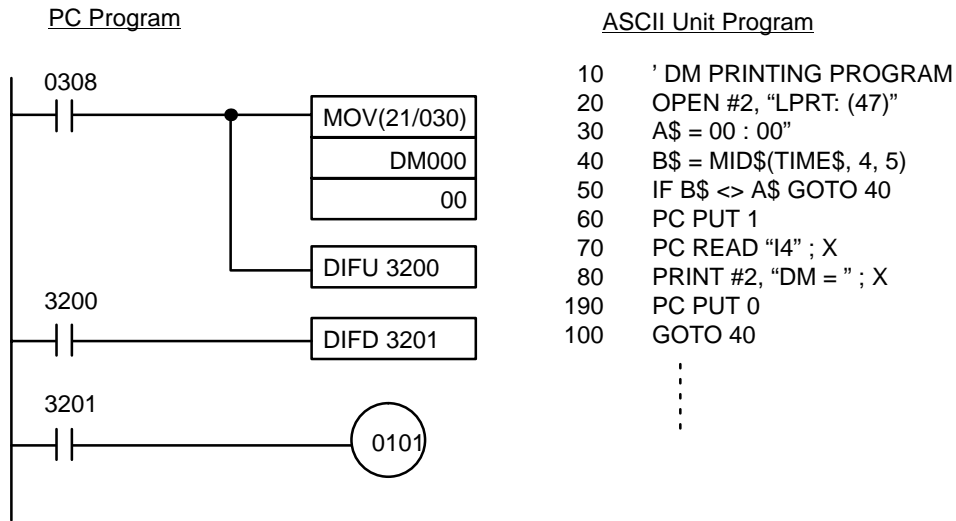 PC Program
0308
MOV(21/030)
DM000
00
DIFU 3200
3200
DIFD 3201
3201
0101
ASCII Unit Program
10 ’ DM PRINTING PROGRAM
20 OPEN #2, “LPRT: (47)”
30 A$ = 00 : 00”
40 B$ = MID$(TIME$, 4, 5)
50 IF B$ <> A$ GOTO 40
60 PC PUT 1
70 PC READ “I4” ; X
80 PRINT #2, “DM = ” ; X
190 PC PUT 0
100 GOTO 40